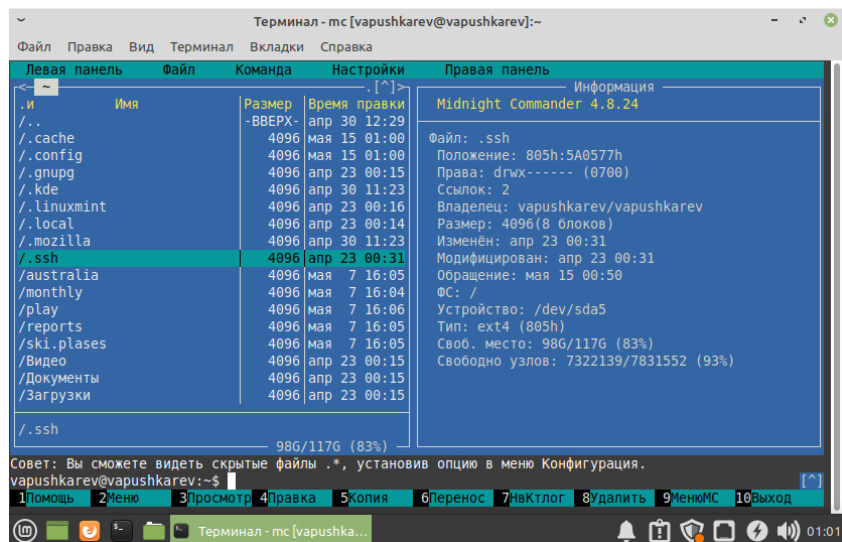 Терминал - mc [vapushkarev@vapushkarev]:~
Файл Правка Вид Терминал Вкладки Справка
Левая панель Файл Команда Настройки Правая панель
<- ~ .[^]>
.и Имя Размер Время правки
/.. -ВВЕРХ- апр 30 12:29
/.cache 4096 мая 15 01:00
/.config 4096 мая 15 01:00
/.gnupg 4096 апр 23 00:15
/.kde 4096 апр 30 11:23
/.linuxmint 4096 апр 23 00:16
/.local 4096 апр 23 00:14
/.mozilla 4096 апр 30 11:23
/.ssh 4096 апр 23 00:31
/australia 4096 мая 7 16:05
/monthly 4096 мая 7 16:04
/play 4096 мая 7 16:06
/reports 4096 мая 7 16:05
/ski.plases 4096 мая 7 16:05
/Видео 4096 апр 23 00:15
/Документы 4096 апр 23 00:15
/Загрузки 4096 апр 23 00:15
/.ssh
98G/117G (83%)
Информация
Midnight Commander 4.8.24
Файл: .ssh
Положение: 805h:5A0577h
Права: drwx------ (0700)
Ссылок: 2
Владелец: vapushkarev/vapushkarev
Размер: 4096(8 блоков)
Изменён: апр 23 00:31
Модифицирован: апр 23 00:31
Обращение: мая 15 00:50
ФС: /
Устройство: /dev/sda5
Тип: ext4 (805h)
Своб. место: 98G/117G (83%)
Свободно узлов: 7322139/7831552 (93%)
Совет: Вы сможете видеть скрытые файлы .*, установив опцию в меню Конфигурация.
vapushkarev@vapushkarev:~$ [^]
1Помощь 2Меню 3Просмотр 4Правка 5Копия 6Перенос 7НвКтлог 8Удалить 9МенюMC 10Выход
Терминал - mc [vapushka... 01:01